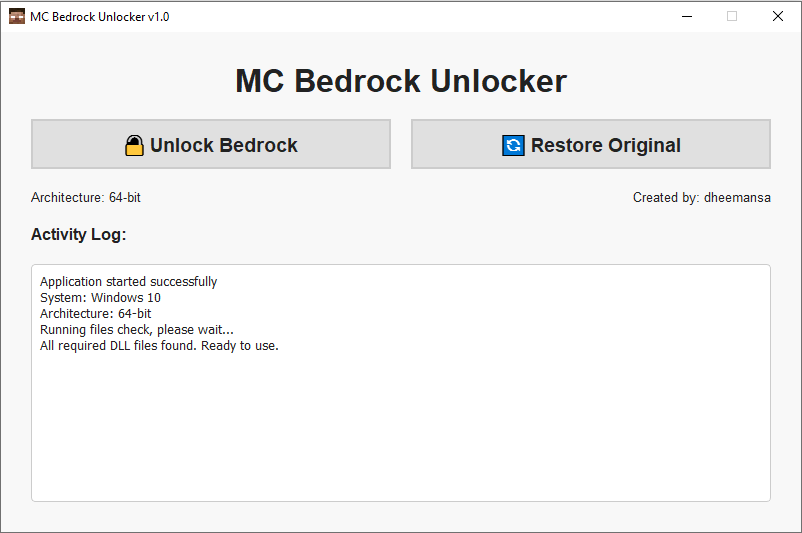 MC Bedrock Unlocker v1.0
MC Bedrock Unlocker
Unlock Bedrock
Restore Original
Architecture: 64-bit
Created by: dheemansa
Activity Log:
Application started successfully
System: Windows 10
Architecture: 64-bit
Running files check, please wait...
All required DLL files found. Ready to use.